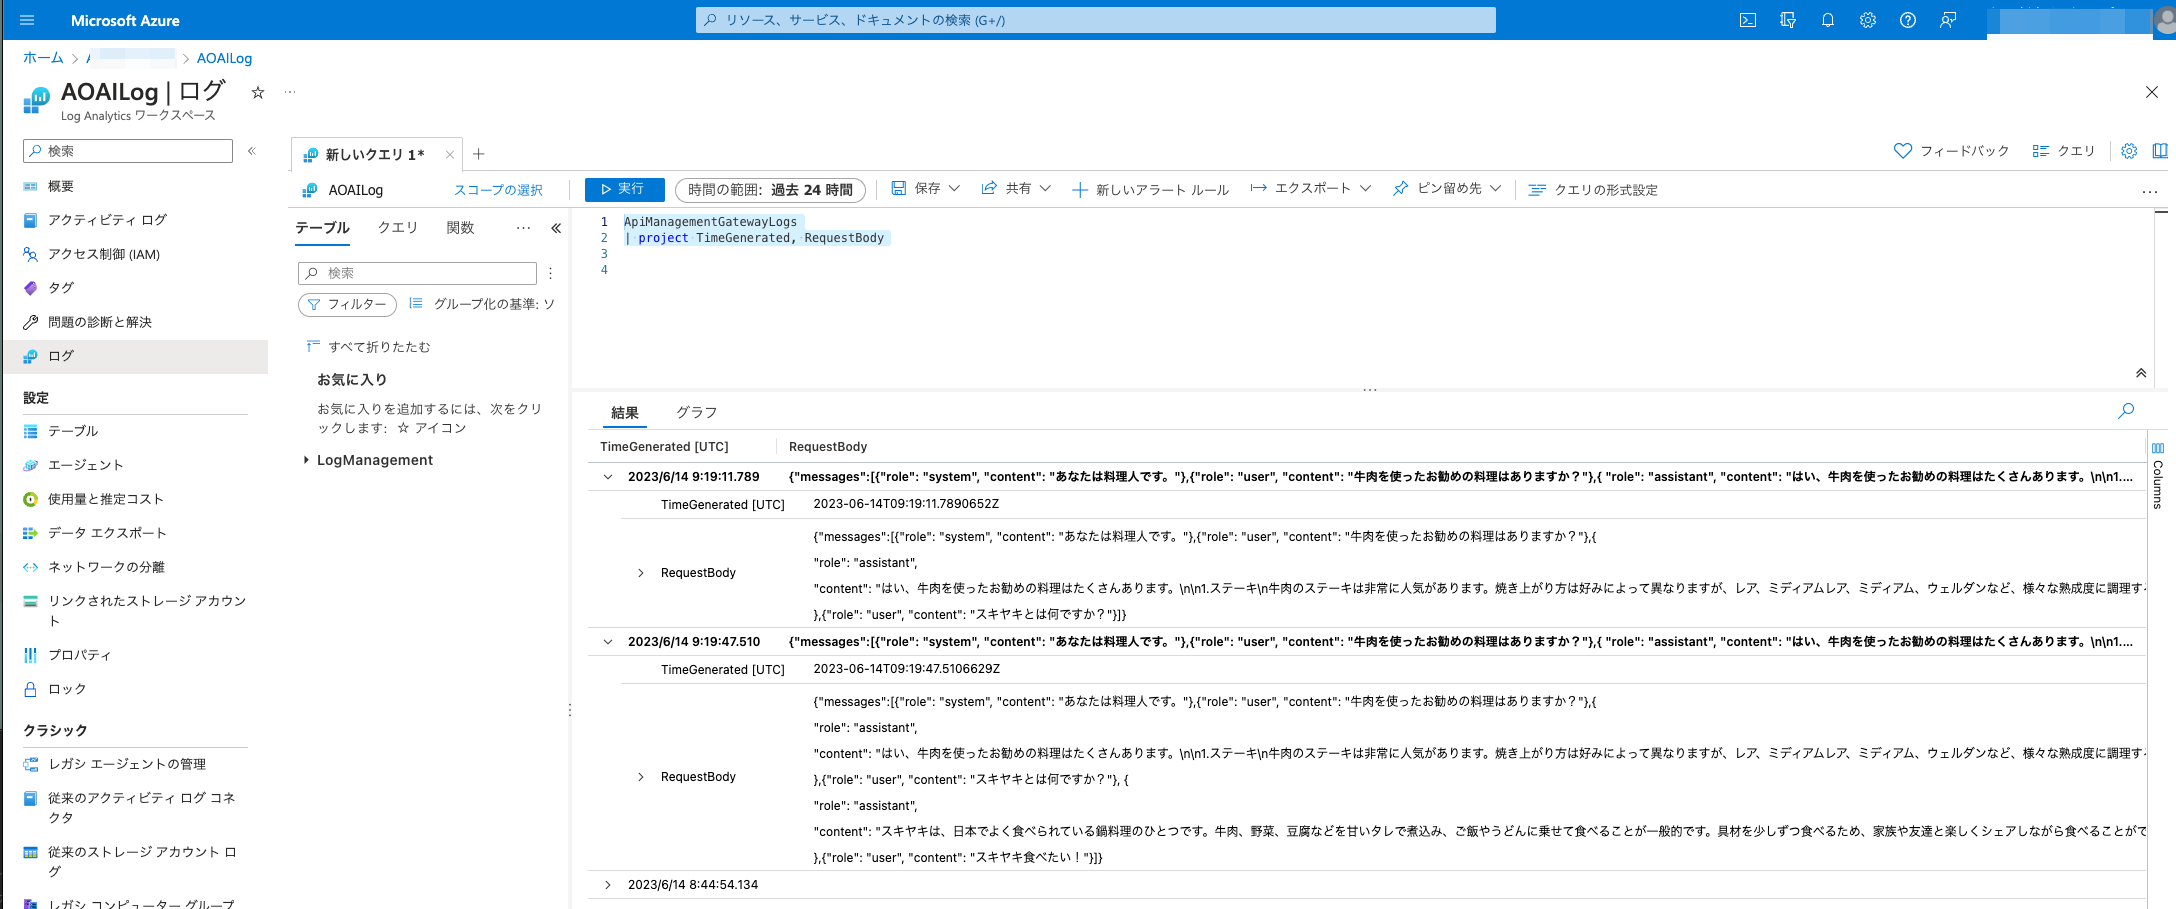 Microsoft Azure
リソース、サービス、ドキュメントの検索 (G+/)
ホーム > > AOAILog
AOAILog | ログ ☆ ...
Log Analytics ワークスペース
検索
概要
アクティビティ ログ
アクセス制御 (IAM)
タグ
問題の診断と解決
ログ
設定
テーブル
エージェント
使用量と推定コスト
データ エクスポート
ネットワークの分離
リンクされたストレージ アカウン
ト
プロパティ
ロック
クラシック
レガシ エージェントの管理
従来のアクティビティ ログ コネ
クタ
従来のストレージ アカウント ロ
グ
レガシ コンピューター グループ
新しいクエリ 1*
フィードバック
クエリ
AOAILog
スコープの選択
実行
時間の範囲: 過去 24 時間
保存
共有
新しいアラート ルール
エクスポート
ピン留め先
クエリの形式設定
テーブル クエリ 関数 ...
検索
フィルター
グループ化の基準: ソ
すべて折りたたむ
お気に入り
お気に入りを追加するには、次をクリ
ックします: ☆ アイコン
LogManagement
1 ApiManagementGatewayLogs
2 | project TimeGenerated, RequestBody
3
4
結果 グラフ
TimeGenerated [UTC] RequestBody
2023/6/14 9:19:11.789 {"messages":[{"role": "system", "content": "あなたは料理人です。"},{"role": "user", "content": "牛肉を使ったお勧めの料理はありますか？"},{ "role": "assistant", "content": "はい、牛肉を使ったお勧めの料理はたくさんあります。\n\n1....
TimeGenerated [UTC] 2023-06-14T09:19:11.7890652Z
RequestBody
{"messages":[{"role": "system", "content": "あなたは料理人です。"},{"role": "user", "content": "牛肉を使ったお勧めの料理はありますか？"},{
"role": "assistant",
"content": "はい、牛肉を使ったお勧めの料理はたくさんあります。\n\n1.ステーキ\n牛肉のステーキは非常に人気があります。焼き上がり方は好みによって異なりますが、レア、ミディアムレア、ミディアム、ウェルダンなど、様々な熟成度に調理する
},{"role": "user", "content": "スキヤキとは何ですか？"}]}
2023/6/14 9:19:47.510 {"messages":[{"role": "system", "content": "あなたは料理人です。"},{"role": "user", "content": "牛肉を使ったお勧めの料理はありますか？"},{ "role": "assistant", "content": "はい、牛肉を使ったお勧めの料理はたくさんあります。\n\n1....
TimeGenerated [UTC] 2023-06-14T09:19:47.5106629Z
RequestBody
{"messages":[{"role": "system", "content": "あなたは料理人です。"},{"role": "user", "content": "牛肉を使ったお勧めの料理はありますか？"},{
"role": "assistant",
"content": "はい、牛肉を使ったお勧めの料理はたくさんあります。\n\n1.ステーキ\n牛肉のステーキは非常に人気があります。焼き上がり方は好みによって異なりますが、レア、ミディアムレア、ミディアム、ウェルダンなど、様々な熟成度に調理する
},{"role": "user", "content": "スキヤキとは何ですか？"}, {
"role": "assistant",
"content": "スキヤキは、日本でよく食べられている鍋料理のひとつです。牛肉、野菜、豆腐などを甘いタレで煮込み、ご飯やうどんに乗せて食べることが一般的です。具材を少しずつ食べるため、家族や友達と楽しくシェアしながら食べることがで
},{"role": "user", "content": "スキヤキ食べたい！"}]}
2023/6/14 8:44:54.134
Columns